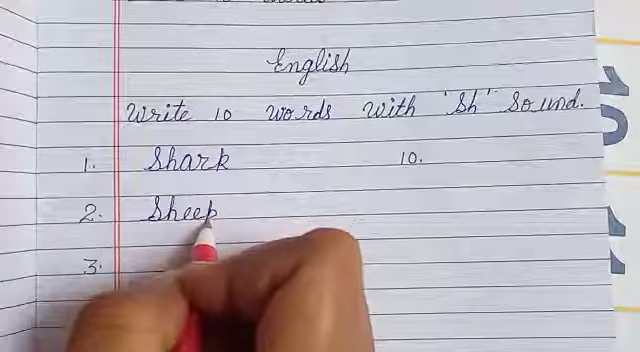 English
Write 10 words with 'Sh' Sound.
1. Shark 10.
2. Sheep
3.